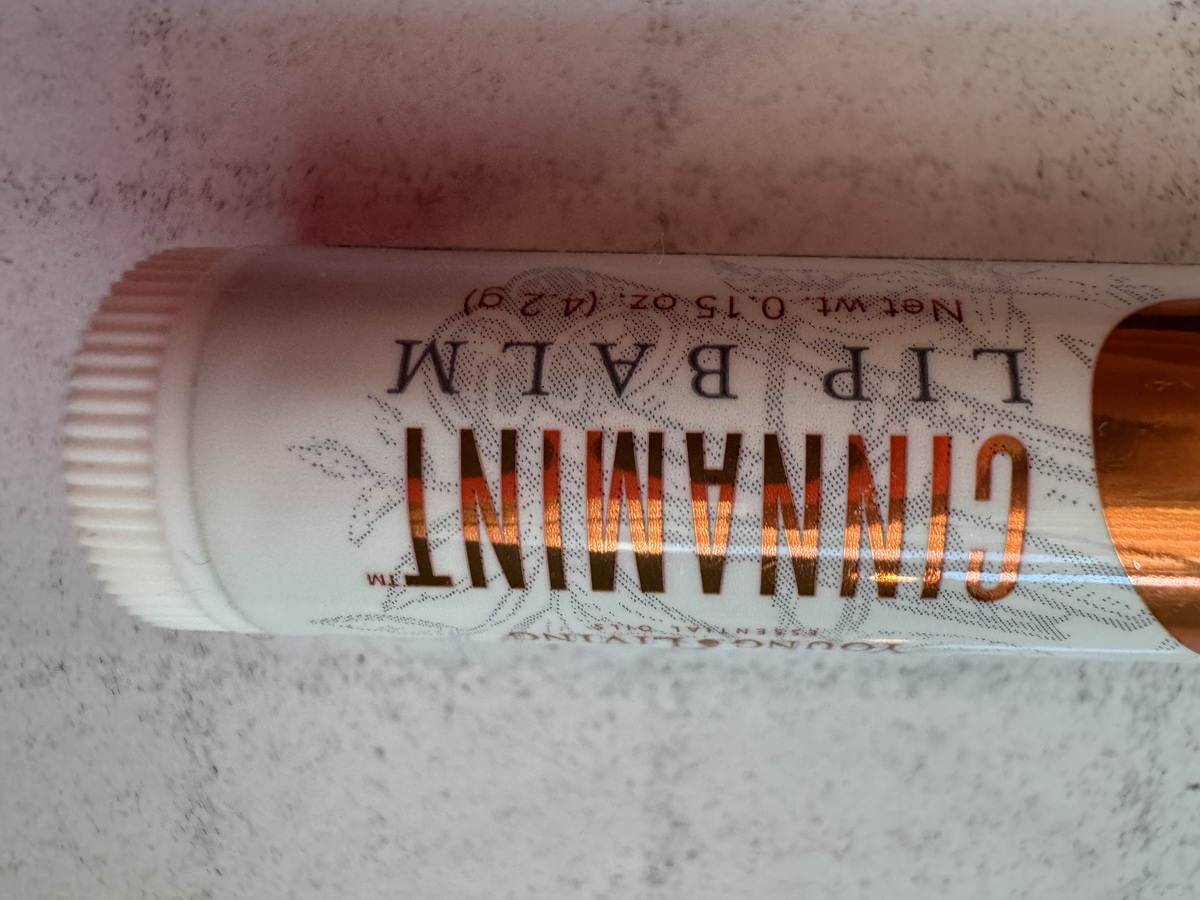 YOUNG LIVING
ESSENTIAL OILS
CINNAMINT™
LIP BALM
Net wt. 0.15 oz. (4.2 g)